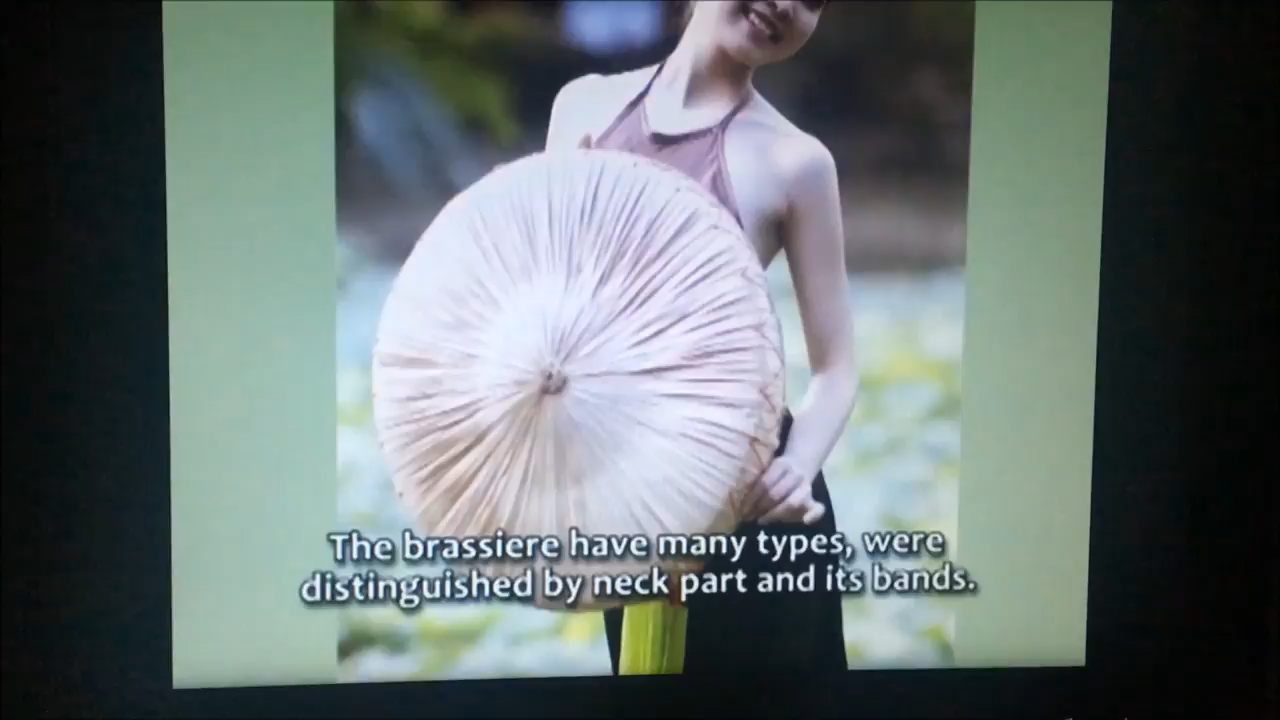 The brassiere have many types, were
distinguished by neck part and its bands.